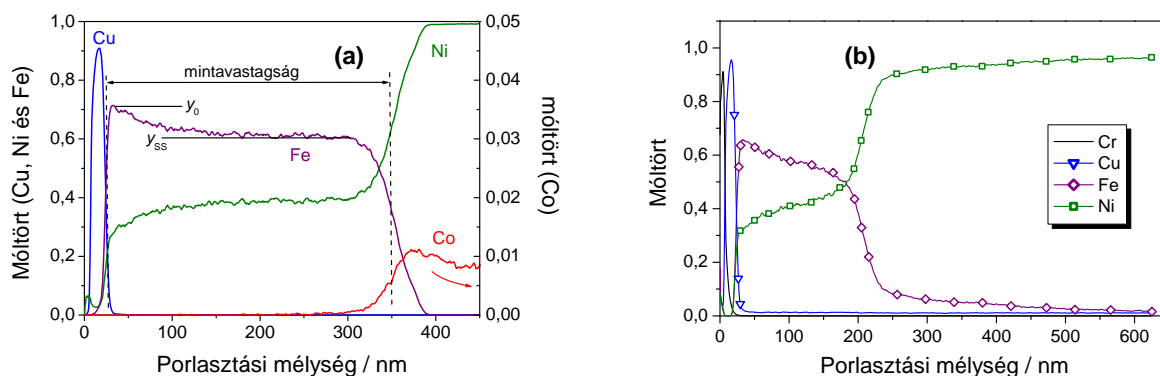 (a)
Móltört (Cu, Ni és Fe)
1,0
0,8
0,6
0,4
0,2
0,0
Cu
mintavastagság
Ni
y0
yss
Fe
Co
0,05
0,04
0,03
0,02
0,01
0,00
móltört (Co)
0 100 200 300 400
Porlasztási mélység / nm
(b)
Móltört
1,0
0,8
0,6
0,4
0,2
0,0
Cr
Cu
Fe
Ni
0 100 200 300 400 500 600
Porlasztási mélység / nm